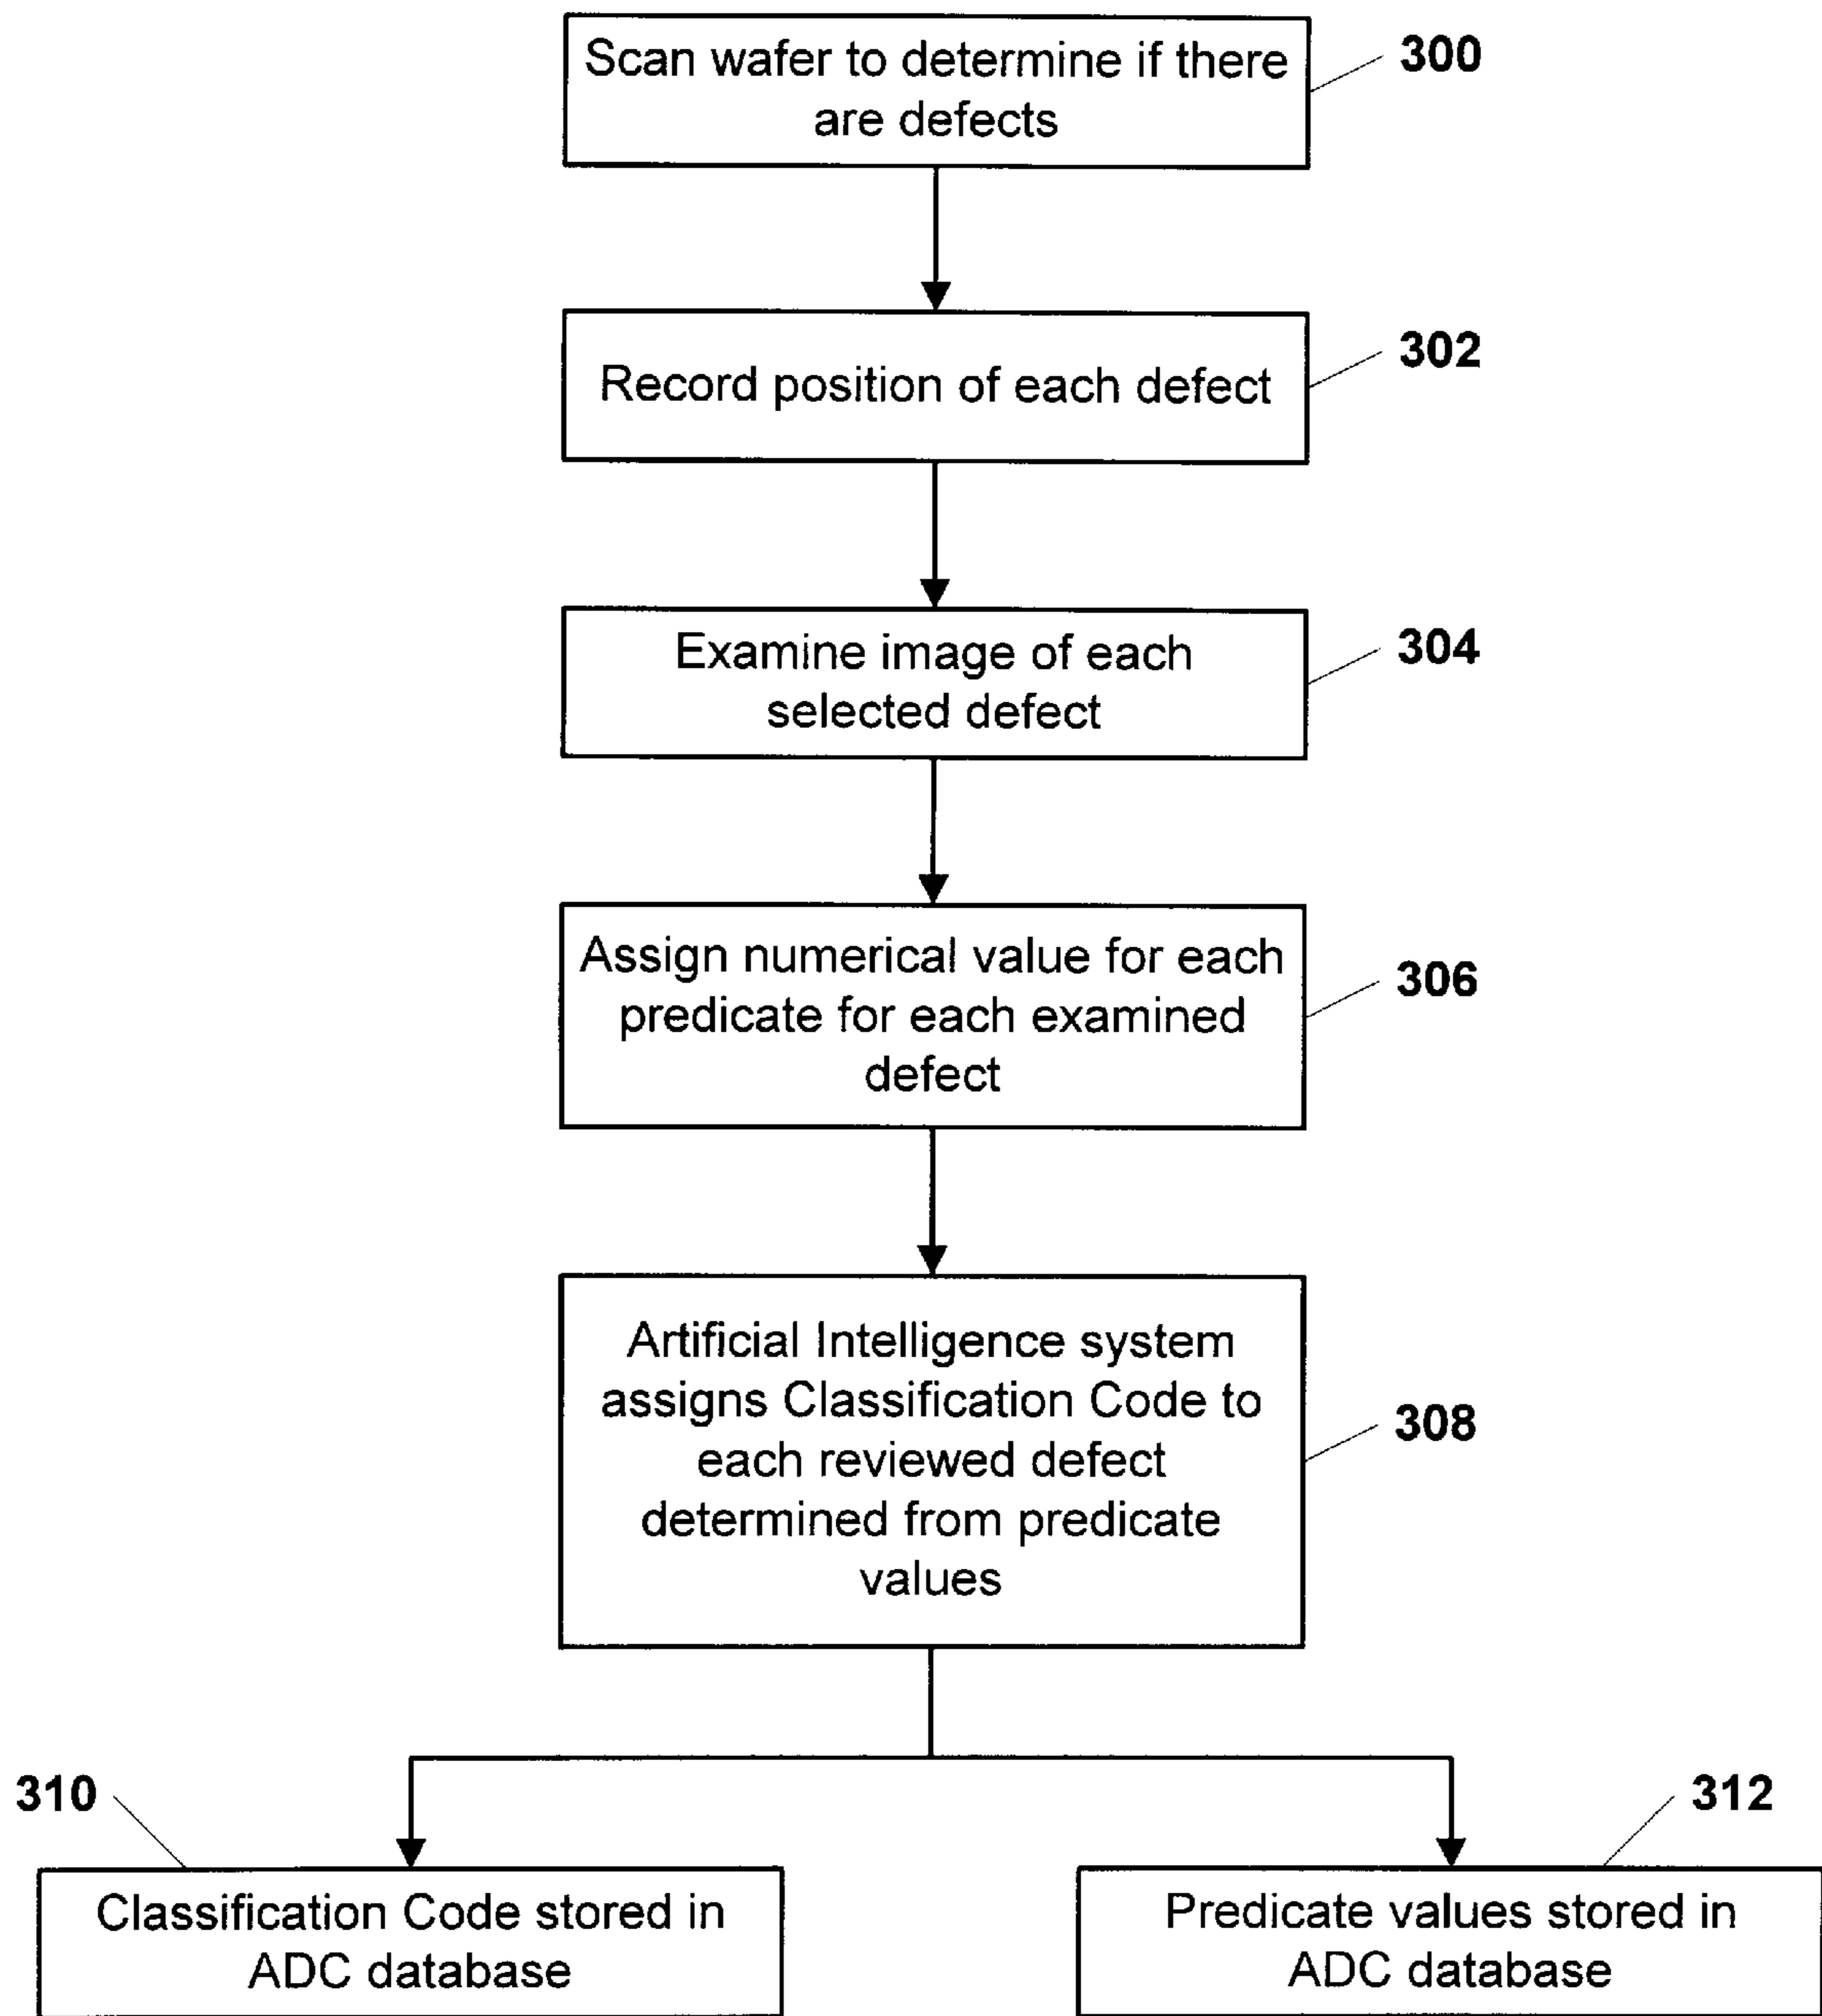 Scan wafer to determine if there
are defects
300
Record position of each defect
302
Examine image of each
selected defect
304
Assign numerical value for each
predicate for each examined
defect
306
Artificial Intelligence system
assigns Classification Code to
each reviewed defect
determined from predicate
values
308
310
312
Classification Code stored in
ADC database
Predicate values stored in
ADC database